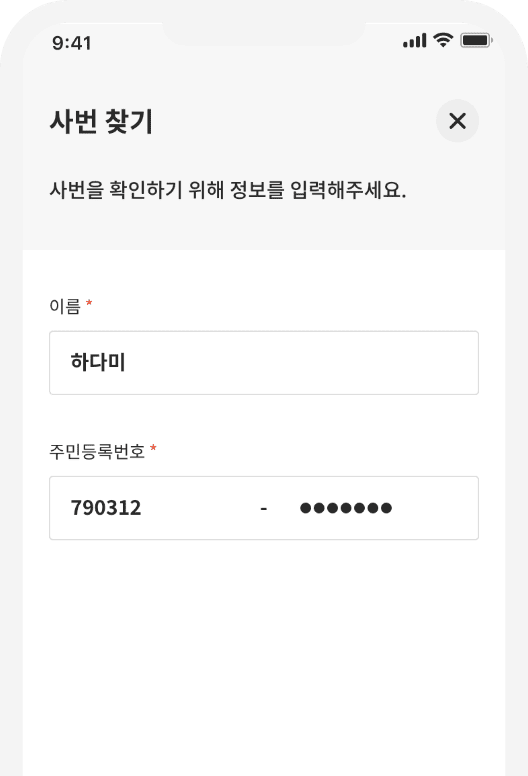 9:41
사번 찾기
사번을 확인하기 위해 정보를 입력해주세요.
이름 *
하다미
주민등록번호 *
790312 - ●●●●●●●